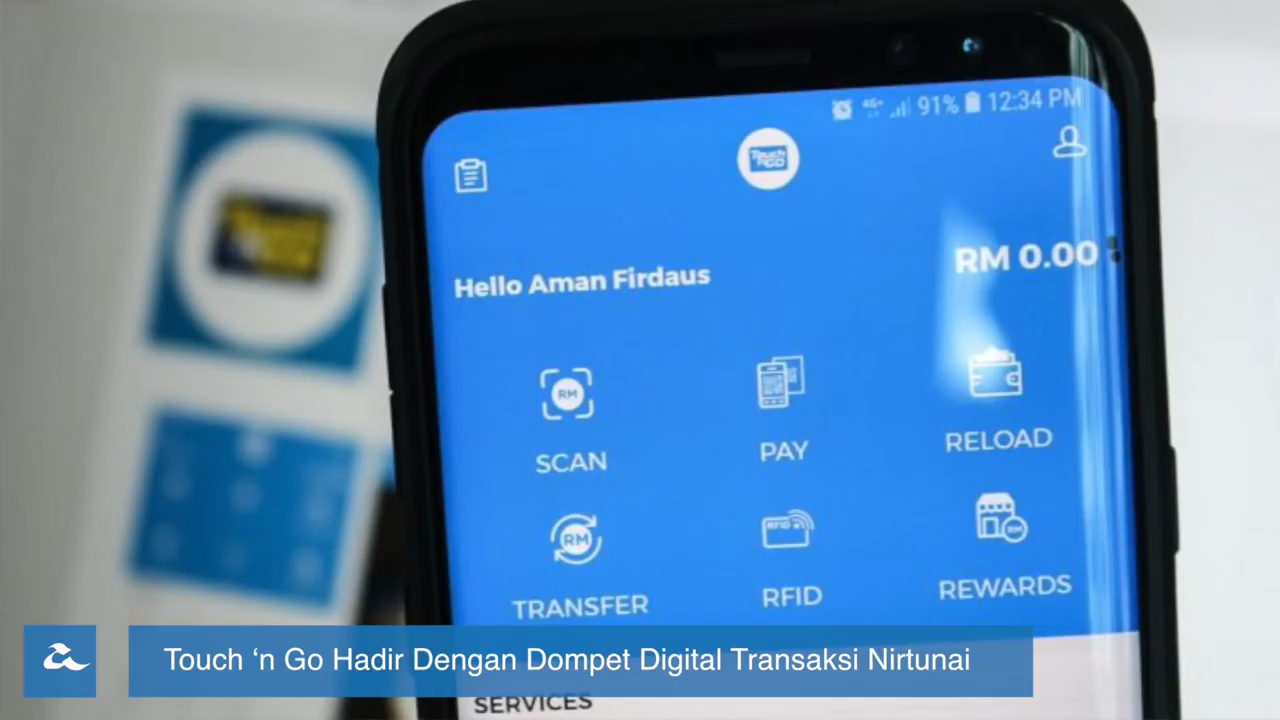 4G+ 91% 12:34 PM
Touch
'nGO
Hello Aman Firdaus
RM 0.00
RM
SCAN
PAY
RELOAD
RM
RFID
RM
TRANSFER
RFID
REWARDS
SERVICES
Touch ‘n Go Hadir Dengan Dompet Digital Transaksi Nirtunai